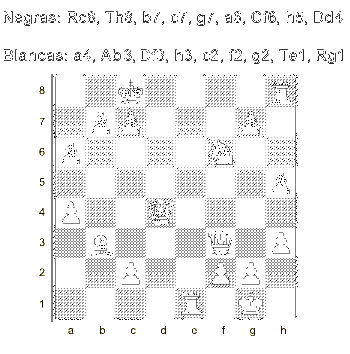 Negras: Rc8, Th8, b7, c7, g7, a6, Cf6, h5, Dd4
Blancas: a4, Ab3, Df3, h3, c2, f2, g2, Te1, Rg1
8
7
6
5
4
3
2
1
a b c d e f g h